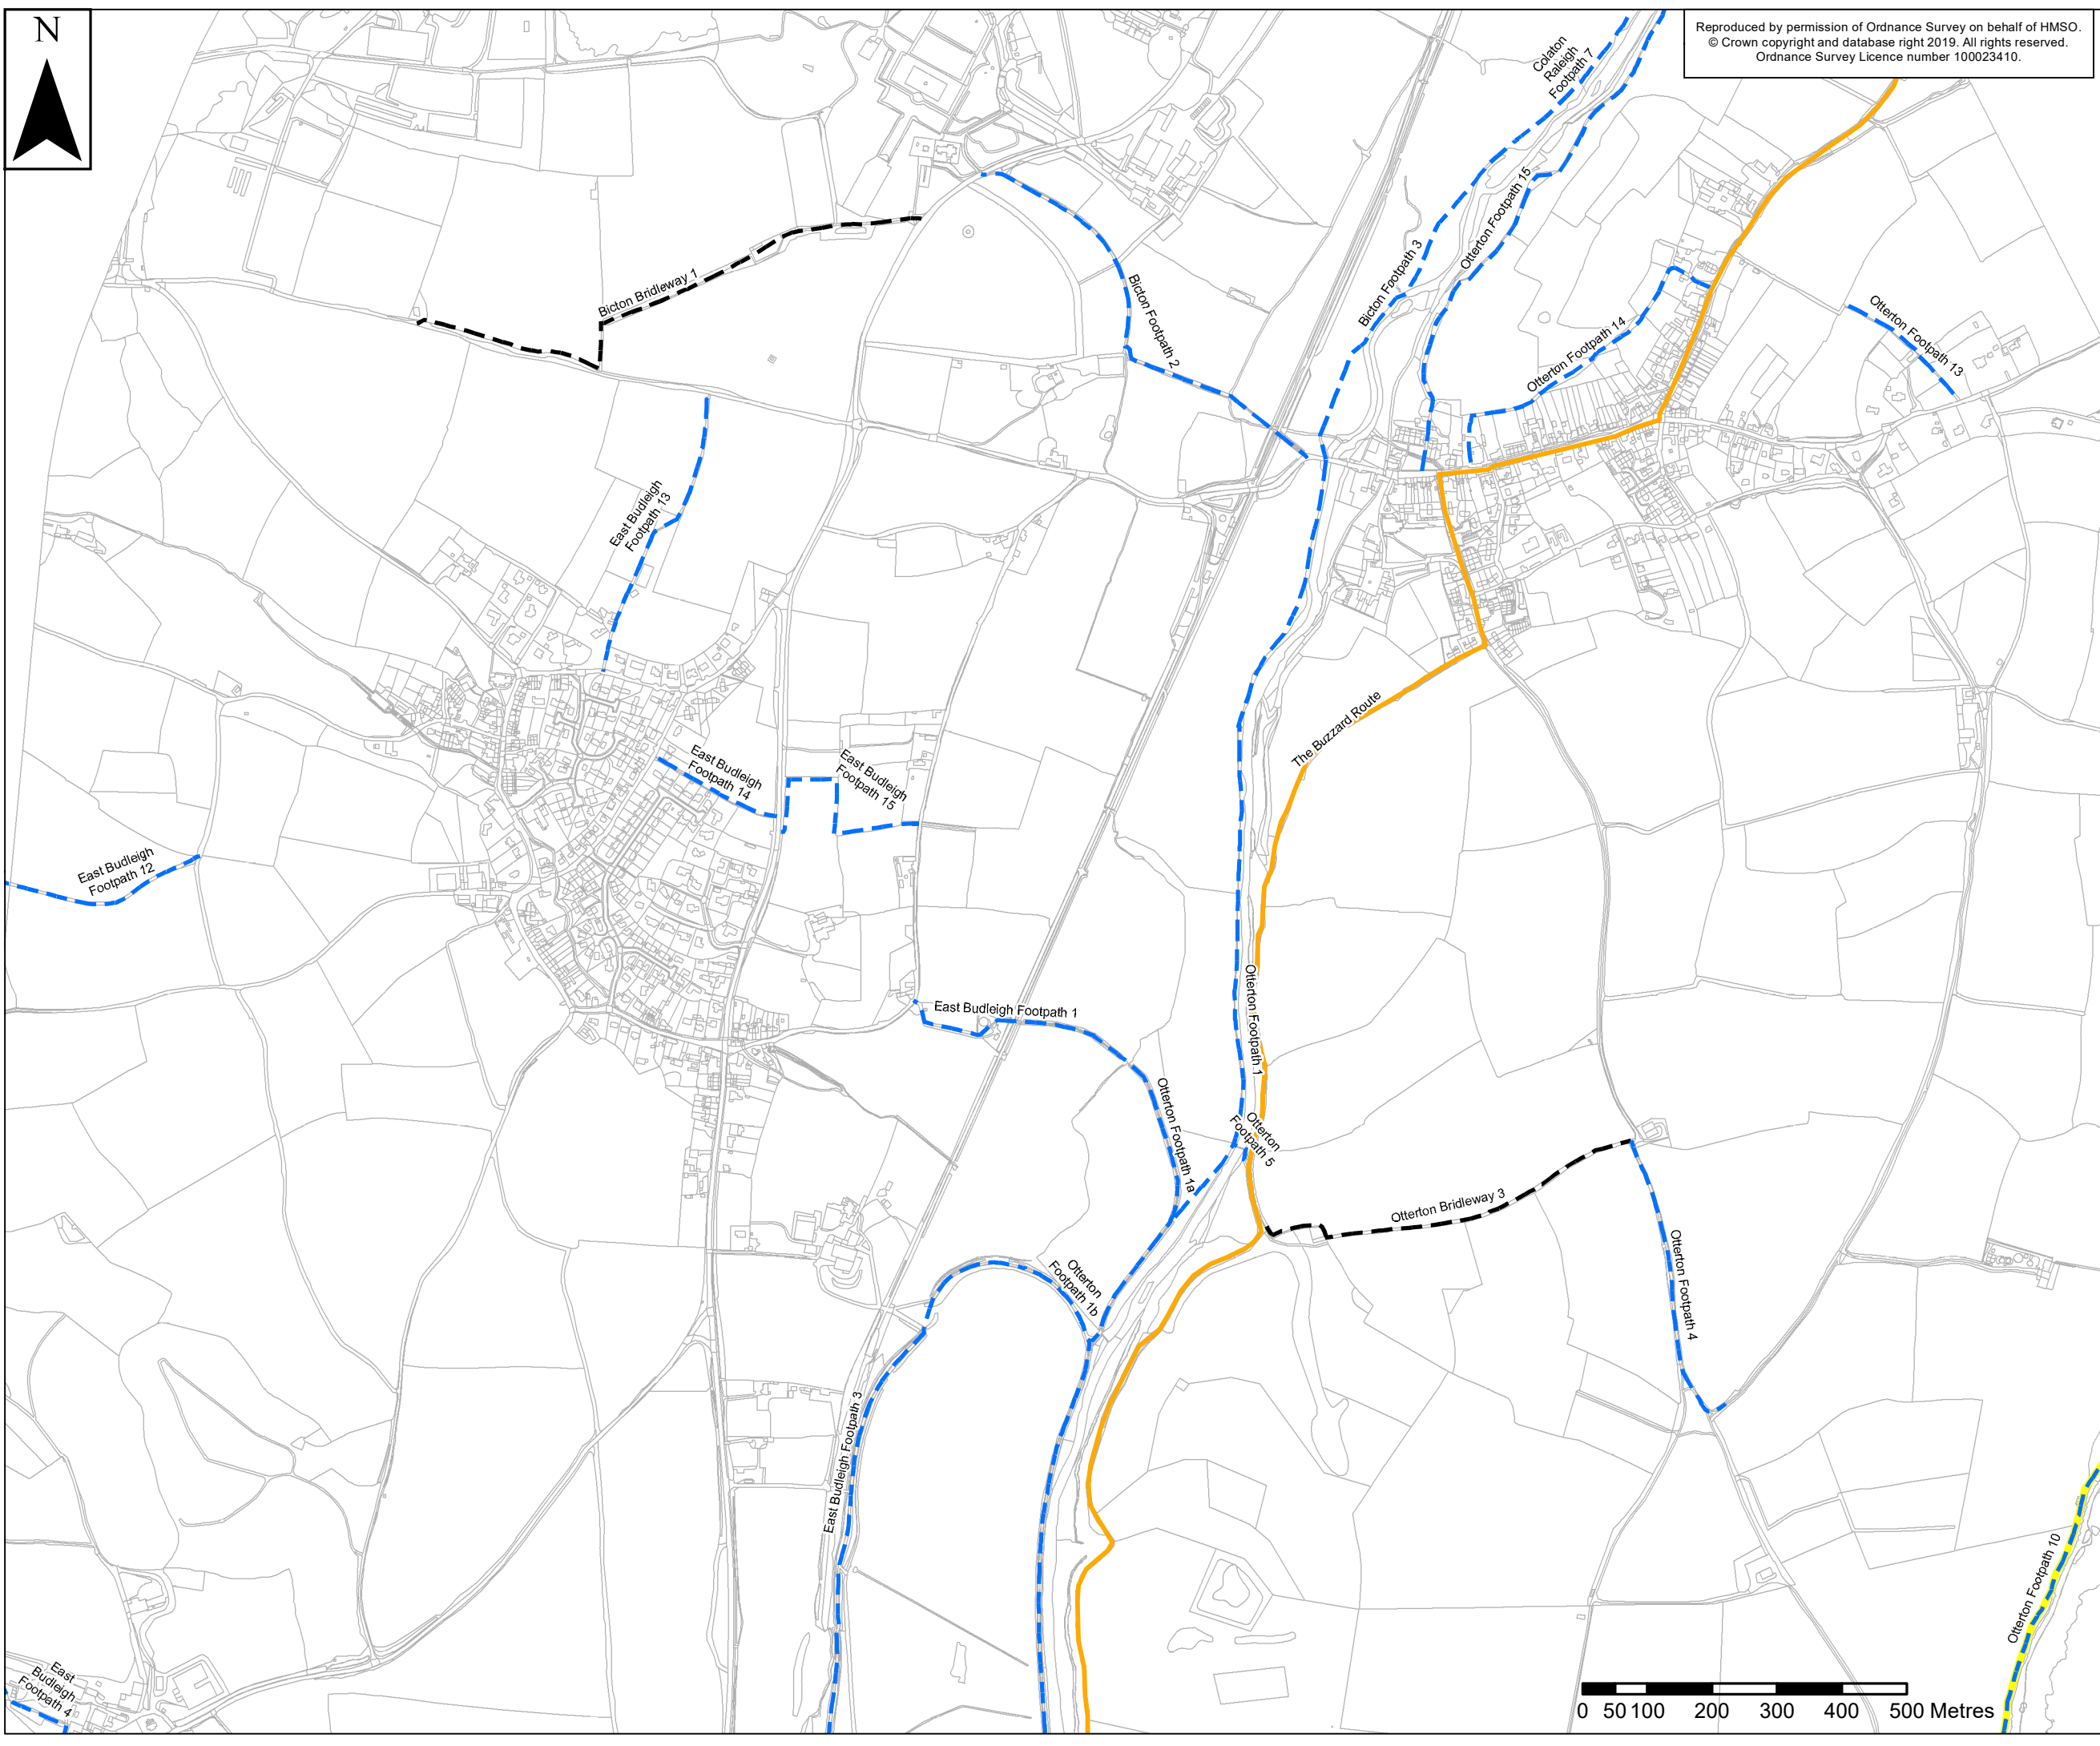 N
Reproduced by permission of Ordnance Survey on behalf of HMSO.
© Crown copyright and database right 2019. All rights reserved.
Ordnance Survey Licence number 100023410.
Colaton
Raleigh
Footpath 7
Otterton Footpath 15
Bicton Footpath 3
Bicton Bridleway 1
Bicton Footpath 2
Otterton Footpath 14
Otterton Footpath 13
East Budleigh
Footpath 13
The Buzzard Route
East Budleigh
Footpath 14
East Budleigh
Footpath 15
East Budleigh
Footpath 12
East Budleigh Footpath 1
Otterton Footpath 1
Otterton Footpath 1a
Otterton
Footpath 5
Otterton Bridleway 3
Otterton Footpath 4
Otterton
Footpath 1b
East Budleigh Footpath 3
Otterton Footpath 10
East
Budleigh
Footpath 4
0 50 100 200 300 400 500 Metres